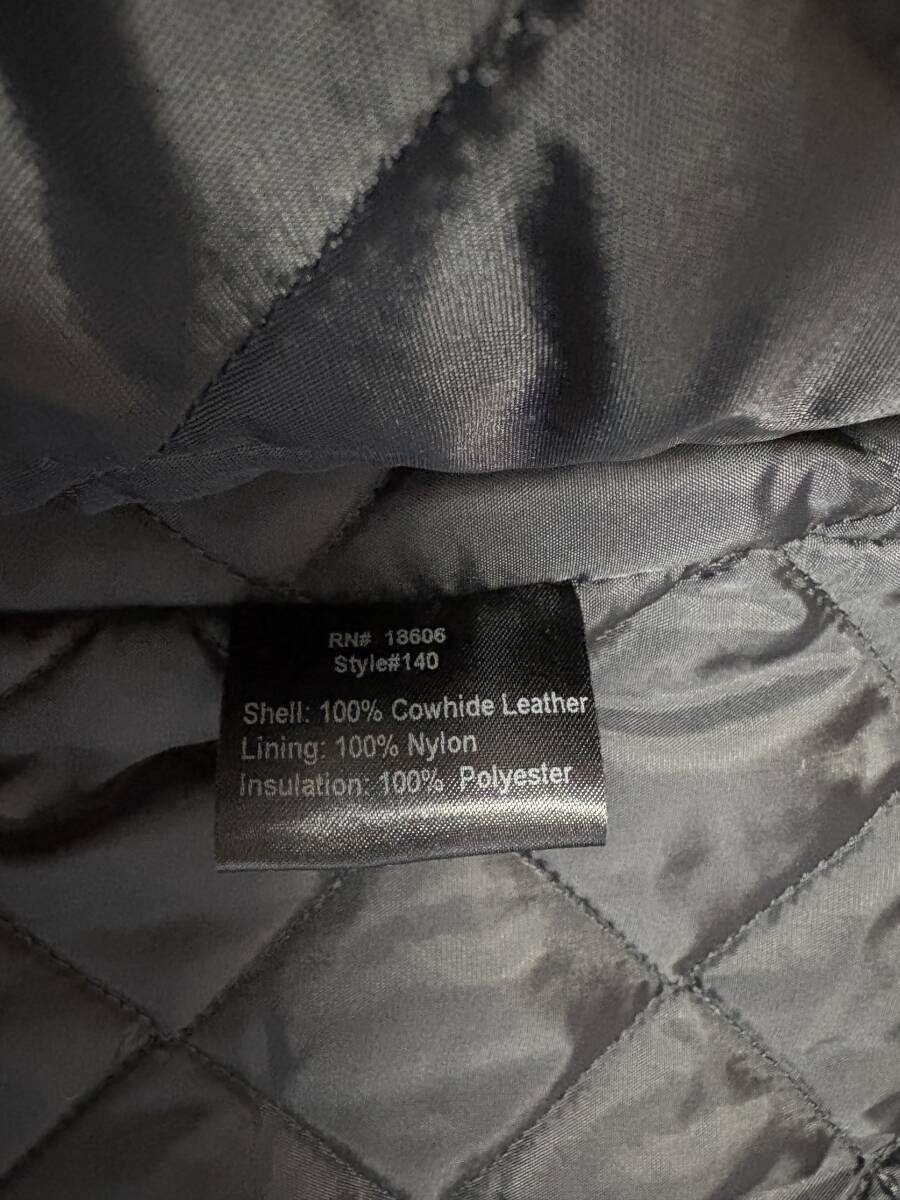 RN# 18606
Style#140
Shell: 100% Cowhide Leather
Lining: 100% Nylon
Insulation: 100% Polyester